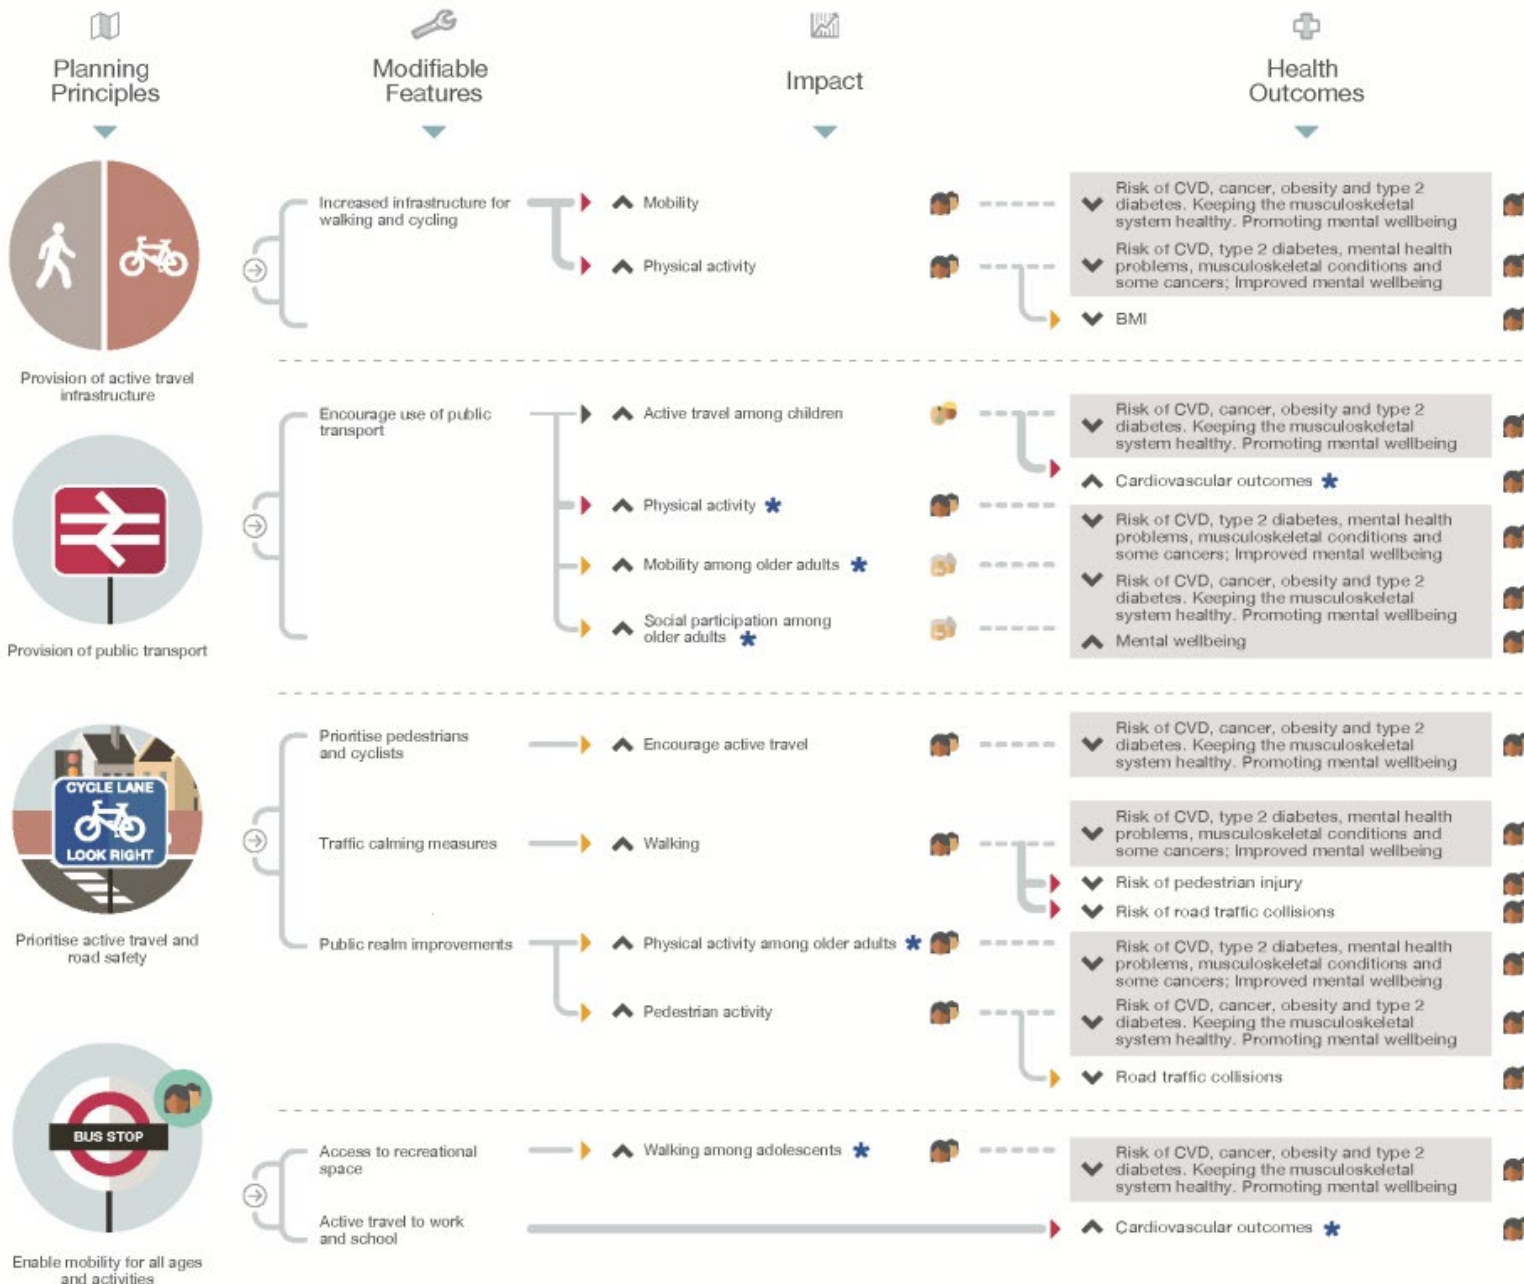 Planning
Principles
Modifiable
Features
Impact
Health
Outcomes
Provision of active travel
infrastructure
Increased infrastructure for
walking and cycling
Mobility
Risk of CVD, cancer, obesity and type 2
diabetes. Keeping the musculoskeletal
system healthy. Promoting mental wellbeing
Physical activity
Risk of CVD, type 2 diabetes, mental health
problems, musculoskeletal conditions and
some cancers; Improved mental wellbeing
BMI
Provision of public transport
Encourage use of public
transport
Active travel among children
Risk of CVD, cancer, obesity and type 2
diabetes. Keeping the musculoskeletal
system healthy. Promoting mental wellbeing
Cardiovascular outcomes *
Physical activity *
Risk of CVD, type 2 diabetes, mental health
problems, musculoskeletal conditions and
some cancers; Improved mental wellbeing
Mobility among older adults *
Risk of CVD, cancer, obesity and type 2
diabetes. Keeping the musculoskeletal
system healthy. Promoting mental wellbeing
Social participation among
older adults *
Mental wellbeing
CYCLE LANE
LOOK RIGHT
Prioritise active travel and
road safety
Prioritise pedestrians
and cyclists
Encourage active travel
Risk of CVD, cancer, obesity and type 2
diabetes. Keeping the musculoskeletal
system healthy. Promoting mental wellbeing
Traffic calming measures
Walking
Risk of CVD, type 2 diabetes, mental health
problems, musculoskeletal conditions and
some cancers; Improved mental wellbeing
Risk of pedestrian injury
Risk of road traffic collisions
Public realm improvements
Physical activity among older adults *
Risk of CVD, type 2 diabetes, mental health
problems, musculoskeletal conditions and
some cancers; Improved mental wellbeing
Pedestrian activity
Risk of CVD, cancer, obesity and type 2
diabetes. Keeping the musculoskeletal
system healthy. Promoting mental wellbeing
Road traffic collisions
BUS STOP
Enable mobility for all ages
and activities
Access to recreational
space
Walking among adolescents *
Risk of CVD, cancer, obesity and type 2
diabetes. Keeping the musculoskeletal
system healthy. Promoting mental wellbeing
Active travel to work
and school
Cardiovascular outcomes *